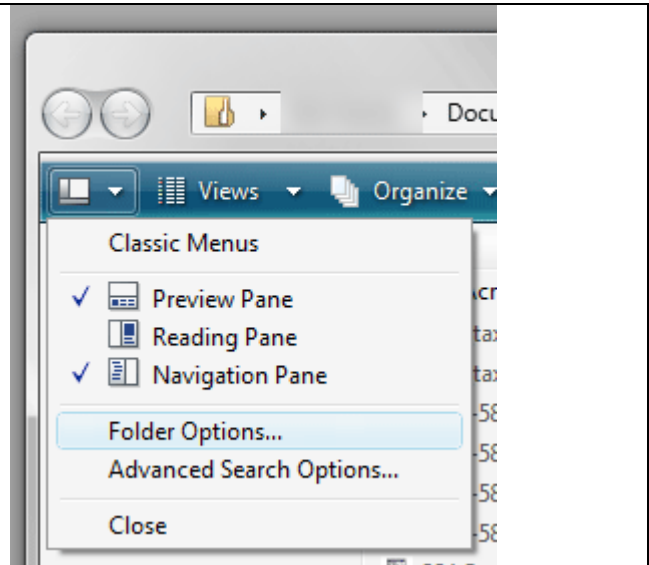 Docu
Views Organize
Classic Menus
Preview Pane
Reading Pane
Navigation Pane
Folder Options...
Advanced Search Options...
Close